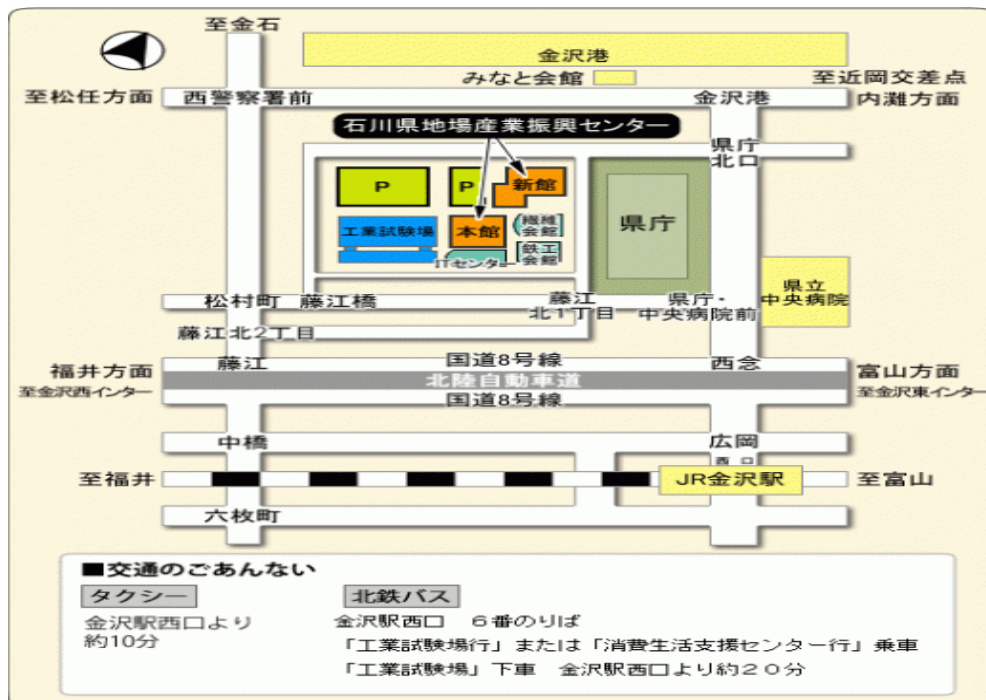 至金石
金沢港
みなと会館
至近岡交差点
至松任方面
西警察署前
金沢港
内灘方面
石川県地場産業振興センター
県庁
北口
P
P
新館
県庁
工業試験場
本館
繊維
会館
鉄工
会館
ITセンター
県立
中央病院
松村町
藤江橋
藤江
北1丁目
県庁・
中央病院前
藤江北2丁目
福井方面
藤江
国道8号線
西念
富山方面
北陸自動車道
至金沢西インター
国道8号線
至金沢東インター
中橋
広岡
西口
至福井
JR金沢駅
至富山
六枚町
■交通のごあんない
タクシー
金沢駅西口より
約10分
北鉄バス
金沢駅西口 6番のりば
「工業試験場行」または「消費生活支援センター行」乗車
「工業試験場」下車 金沢駅西口より約20分